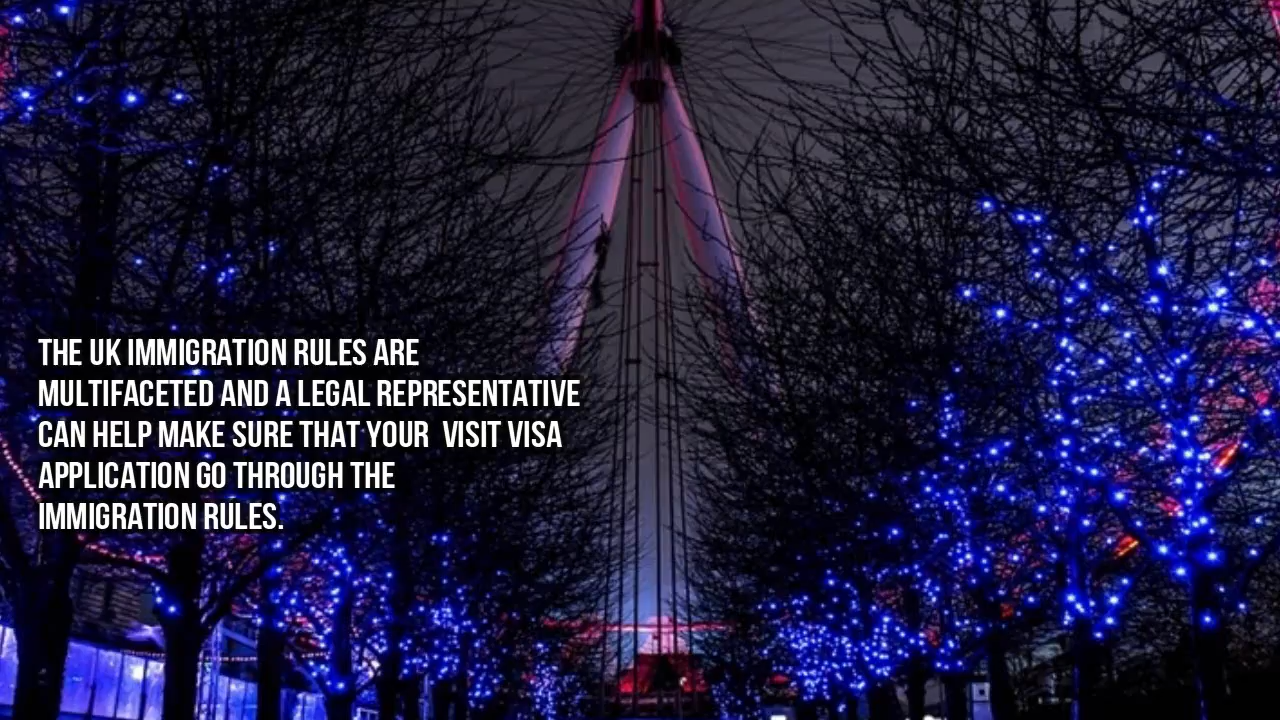 THE UK IMMIGRATION RULES ARE
MULTIFACETED AND A LEGAL REPRESENTATIVE
CAN HELP MAKE SURE THAT YOUR  VISIT VISA
APPLICATION GO THROUGH THE
IMMIGRATION RULES.